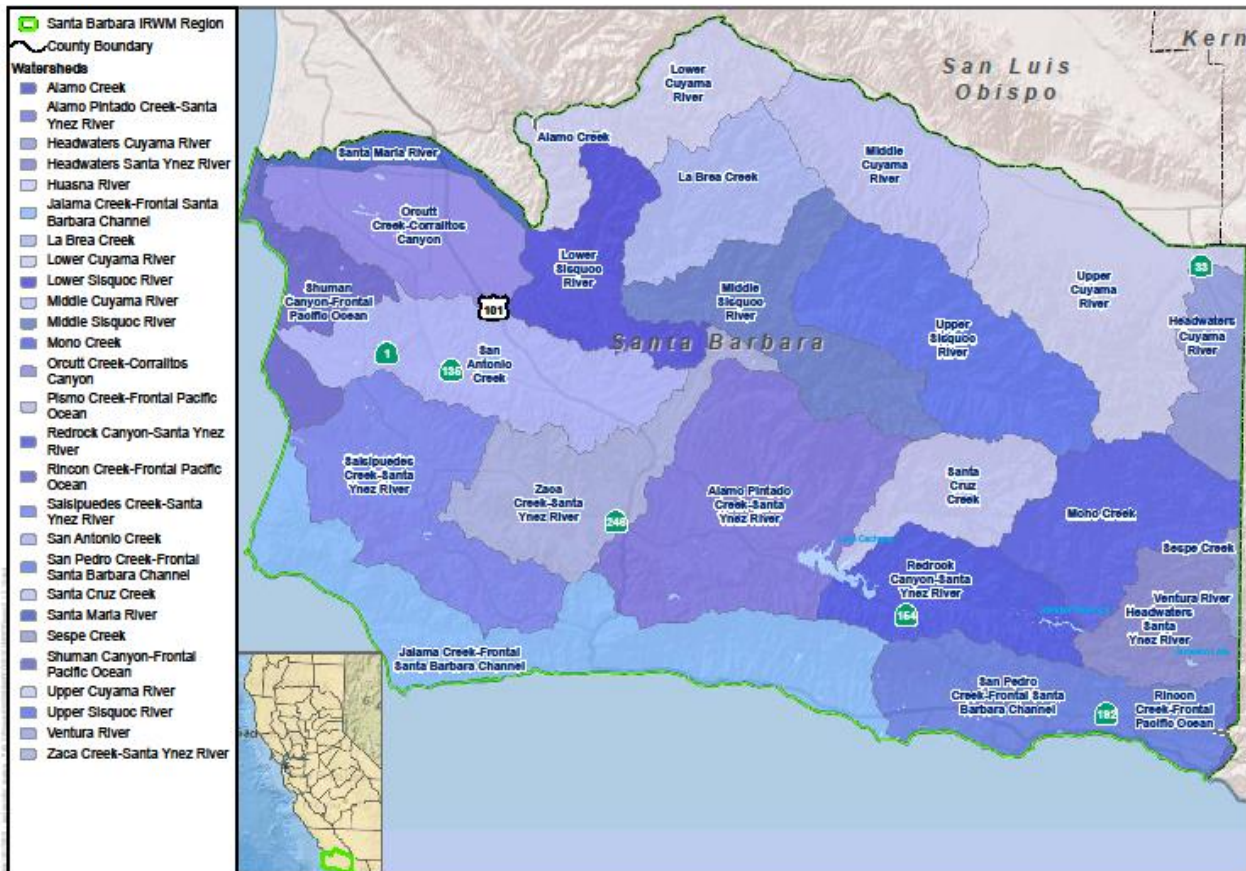 Santa Barbara IRWM Region
County Boundary
Watersheds
Alamo Creek
Alamo Pintado Creek-Santa
Ynez River
Headwaters Cuyama River
Headwaters Santa Ynez River
Huasna River
Jalama Creek-Frontal Santa
Barbara Channel
La Brea Creek
Lower Cuyama River
Lower Sisquoc River
Middle Cuyama River
Middle Sisquoc River
Mono Creek
Orcutt Creek-Corralitos
Canyon
Pismo Creek-Frontal Pacific
Ocean
Redrock Canyon-Santa Ynez
River
Rincon Creek-Frontal Pacific
Ocean
Salsipuedes Creek-Santa
Ynez River
San Antonio Creek
San Pedro Creek-Frontal
Santa Barbara Channel
Santa Cruz Creek
Santa Maria River
Sespe Creek
Shuman Canyon-Frontal
Pacific Ocean
Upper Cuyama River
Upper Sisquoc River
Ventura River
Zaca Creek-Santa Ynez River
Kern
San Luis
Obispo
Lower
Cuyama
River
Alamo Creek
Santa Maria River
La Brea Creek
Middle
Cuyama
River
Orcutt
Creek-Corralitos
Canyon
Lower
Sisquoc
River
Shuman
Canyon-Frontal
Pacific Ocean
101
Middle
Sisquoc
River
Upper
Cuyama
River
33
Headwaters
Cuyama
River
Santa Barbara
Upper
Sisquoc
River
1
135
San
Antonio
Creek
Salsipuedes
Creek-Santa
Ynez River
Zaca
Creek-Santa
Ynez River
246
Alamo Pintado
Creek-Santa
Ynez River
Santa
Cruz
Creek
Mono Creek
Sespe Creek
Redrock
Canyon-Santa
Ynez River
154
Ventura River
Headwaters
Santa
Ynez River
Jalama Creek-Frontal
Santa Barbara Channel
San Pedro
Creek-Frontal Santa
Barbara Channel
192
Rincon
Creek-Frontal
Pacific Ocean